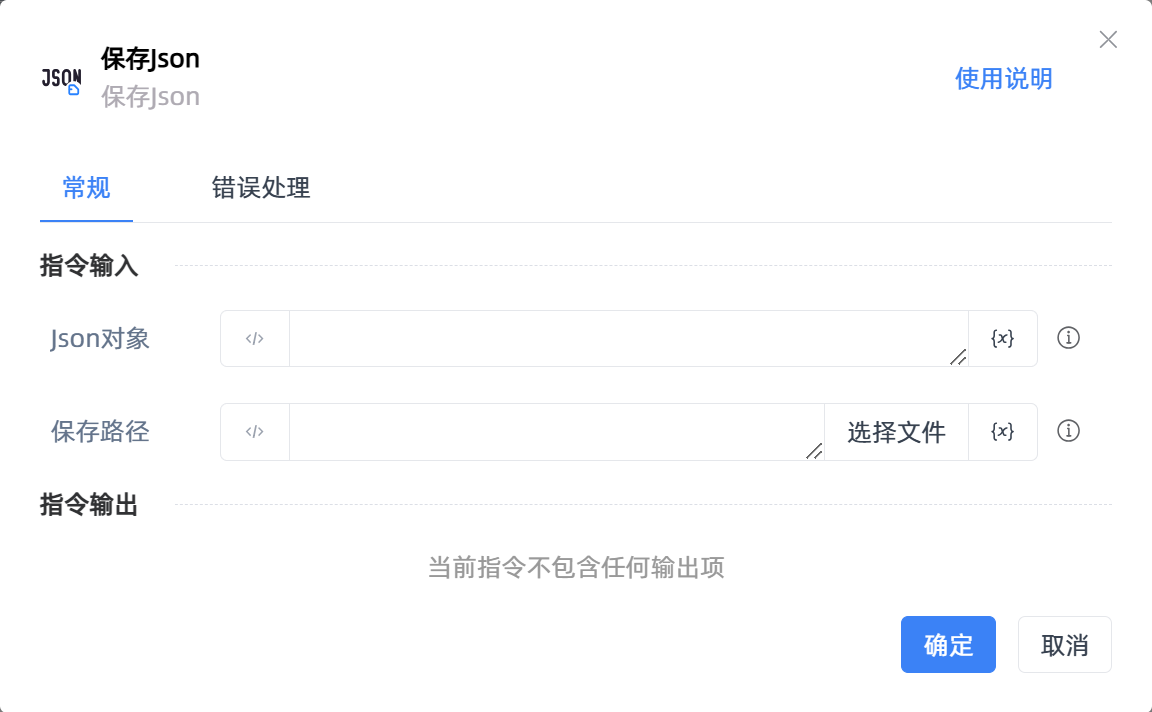 JSON
保存Json
保存Json
使用说明
常规
错误处理
指令输入
Json对象
</>
{x}
保存路径
</>
选择文件
{x}
指令输出
当前指令不包含任何输出项
确定
取消